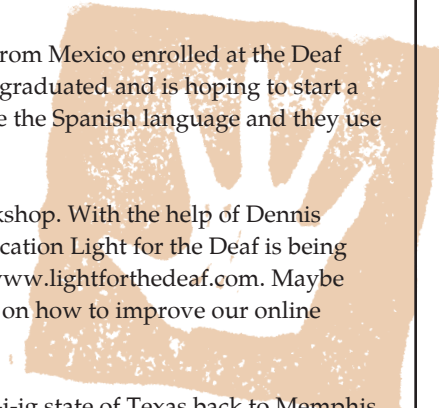 rom Mexico enrolled at the Deaf
graduated and is hoping to start a
e the Spanish language and they use
kshop. With the help of Dennis
cation Light for the Deaf is being
www.lightforthedeaf.com. Maybe
on how to improve our online
-i-ig state of Texas back to Memphis